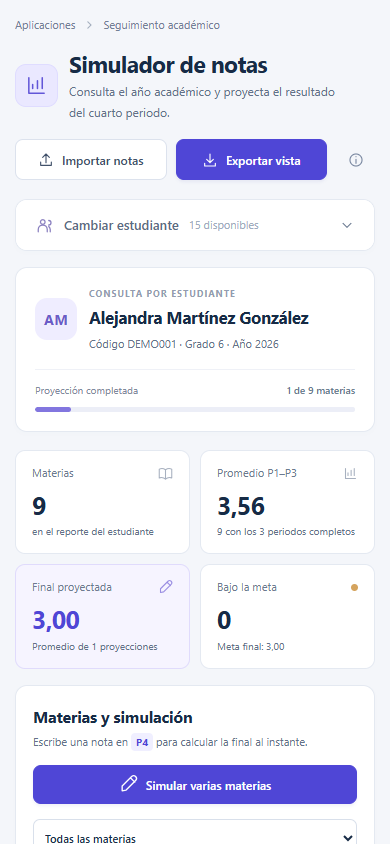 Aplicaciones > Seguimiento académico
Simulador de notas
Consulta el año académico y proyecta el resultado
del cuarto periodo.
Importar notas
Exportar vista
Cambiar estudiante 15 disponibles
AM
CONSULTA POR ESTUDIANTE
Alejandra Martínez González
Código DEMO001 · Grado 6 · Año 2026
Proyección completada
1 de 9 materias
Materias
9
en el reporte del estudiante
Promedio P1–P3
3,56
9 con los 3 periodos completos
Final proyectada
3,00
Promedio de 1 proyecciones
Bajo la meta
0
Meta final: 3,00
Materias y simulación
Escribe una nota en P4 para calcular la final al instante.
Simular varias materias
Todas las materias